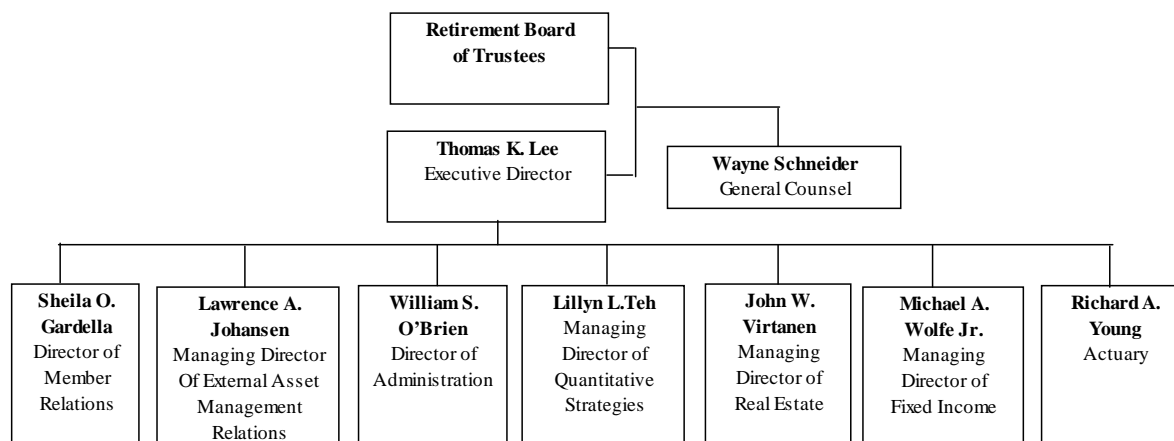 Retirement Board
of Trustees
Thomas K. Lee
Executive Director
Wayne Schneider
General Counsel
Sheila O.
Gardella
Director of
Member
Relations
Lawrence A.
Johansen
Managing Director
Of External Asset
Management
Relations
William S.
O’Brien
Director of
Administration
Lillyn L.Teh
Managing
Director of
Quantitative
Strategies
John W.
Virtanen
Managing
Director of
Real Estate
Michael A.
Wolfe Jr.
Managing
Director of
Fixed Income
Richard A.
Young
Actuary